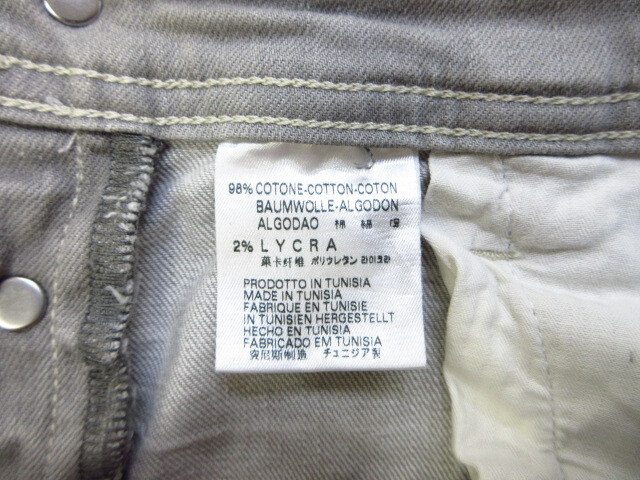 98% COTONE-COTTON-COTON
BAUMWOLLE-ALGODON
ALGODAO 棉 綿 면
2% LYCRA
莱卡纤维 ポリウレタン 라이크라
PRODOTTO IN TUNISIA
MADE IN TUNISIA
FABRIQUE EN TUNISIE
IN TUNISIEN HERGESTELLT
HECHO EN TUNISIA
FABRICADO EM TUNISIA
突尼斯制造 チュニジア製